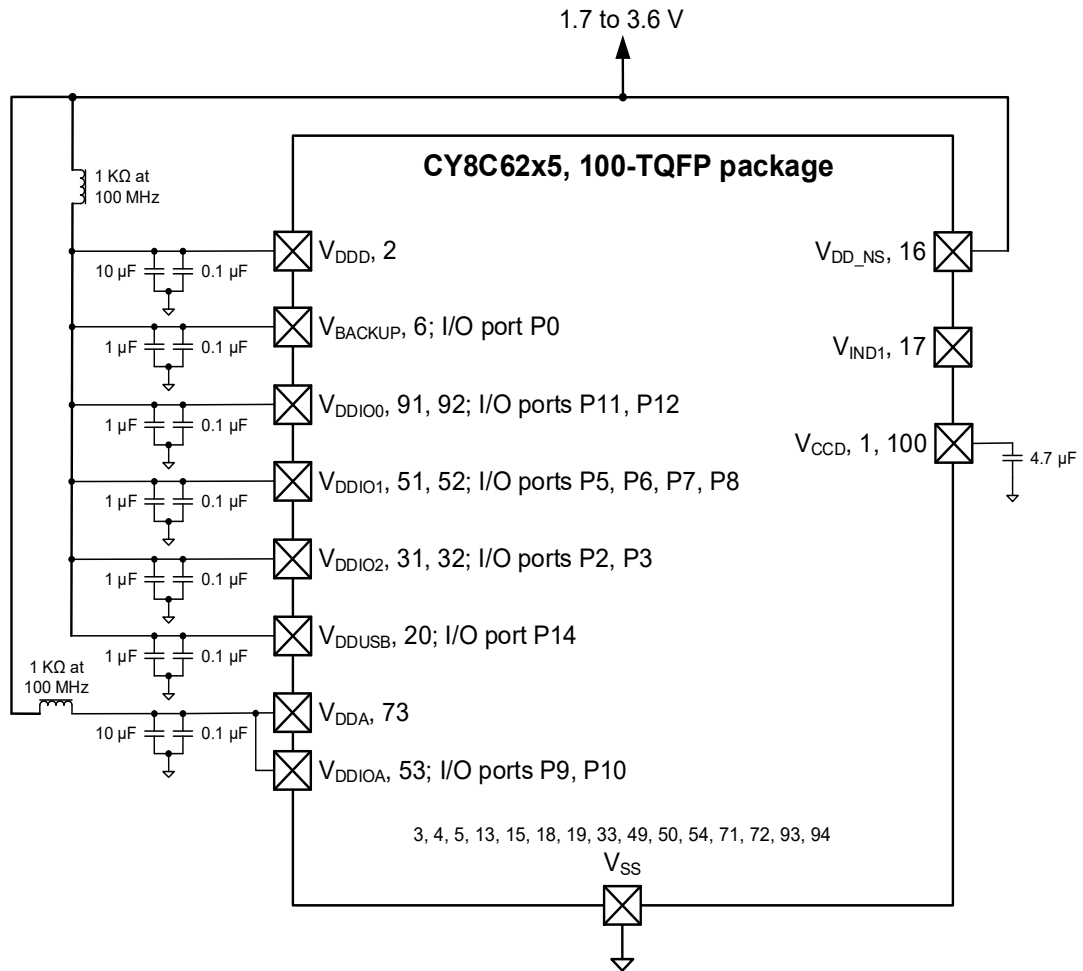 1.7 to 3.6 V
CY8C62x5, 100-TQFP package
1 KΩ at
100 MHz
V_DDD, 2
10 µF
0.1 µF
V_BACKUP, 6; I/O port P0
1 µF
0.1 µF
V_DDIO0, 91, 92; I/O ports P11, P12
1 µF
0.1 µF
V_DDIO1, 51, 52; I/O ports P5, P6, P7, P8
1 µF
0.1 µF
V_DDIO2, 31, 32; I/O ports P2, P3
1 µF
0.1 µF
V_DDUSB, 20; I/O port P14
1 µF
0.1 µF
1 KΩ at
100 MHz
V_DDA, 73
10 µF
0.1 µF
V_DDIOA, 53; I/O ports P9, P10
V_DD_NS, 16
V_IND1, 17
V_CCD, 1, 100
4.7 µF
3, 4, 5, 13, 15, 18, 19, 33, 49, 50, 54, 71, 72, 93, 94
V_SS